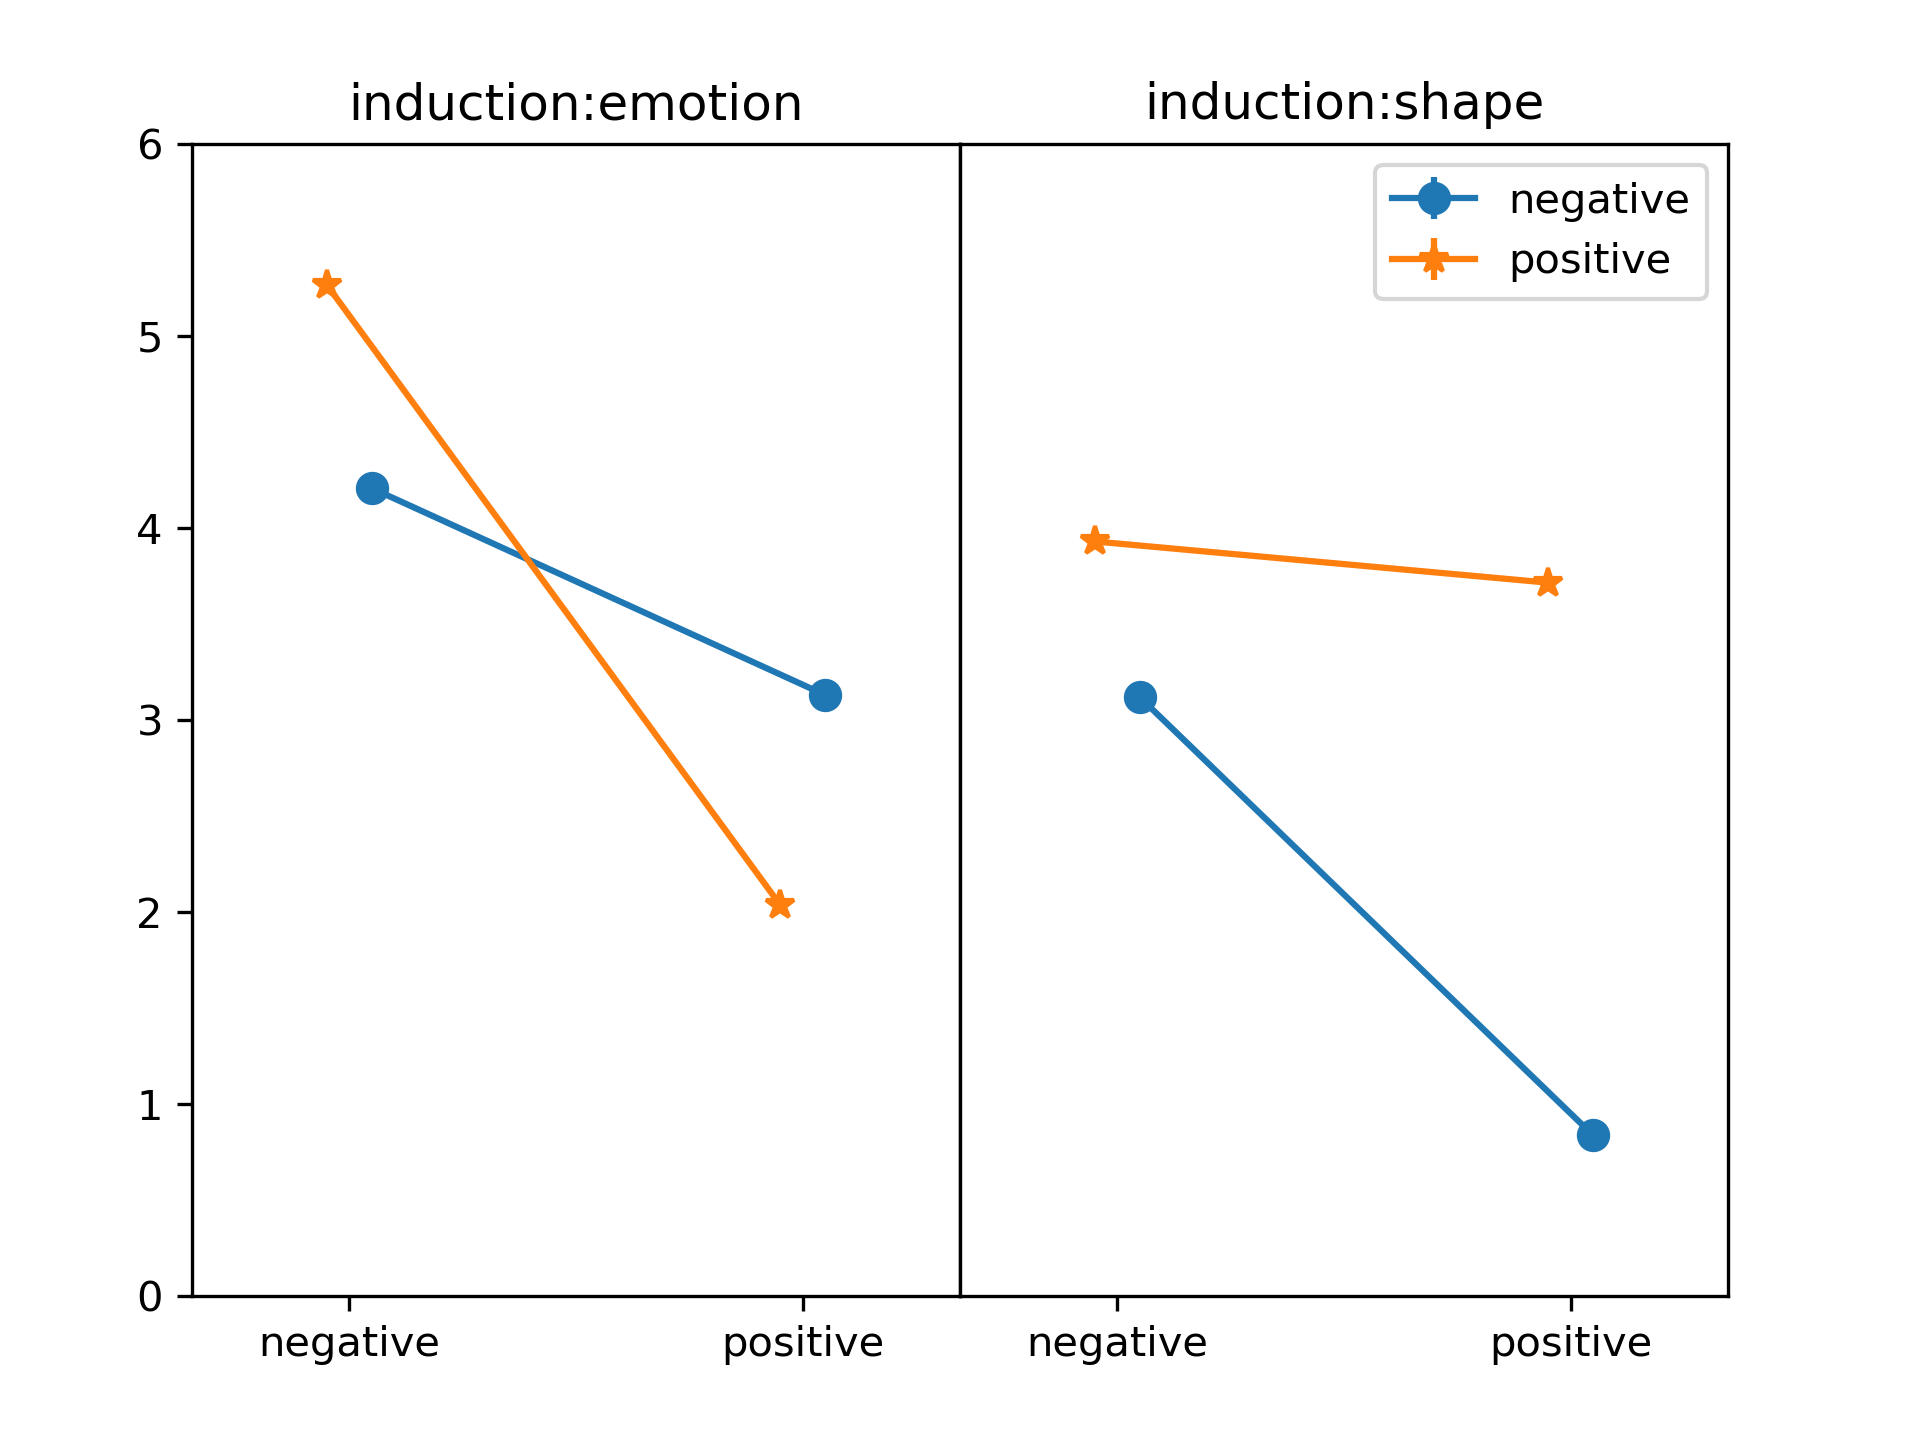 induction:emotion
induction:shape
6
5
4
3
2
1
0
negative
positive
negative
positive
negative
positive